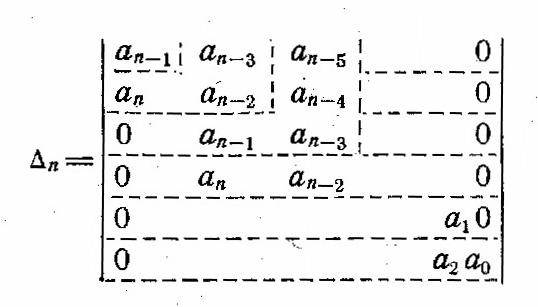 a_{n-1} a_{n-3} a_{n-5} 0
a_n a_{n-2} a_{n-4} 0
0 a_{n-1} a_{n-3} 0
Δ_n = 0 a_n a_{n-2} 0
0 a_1 0
0 a_2 a_0